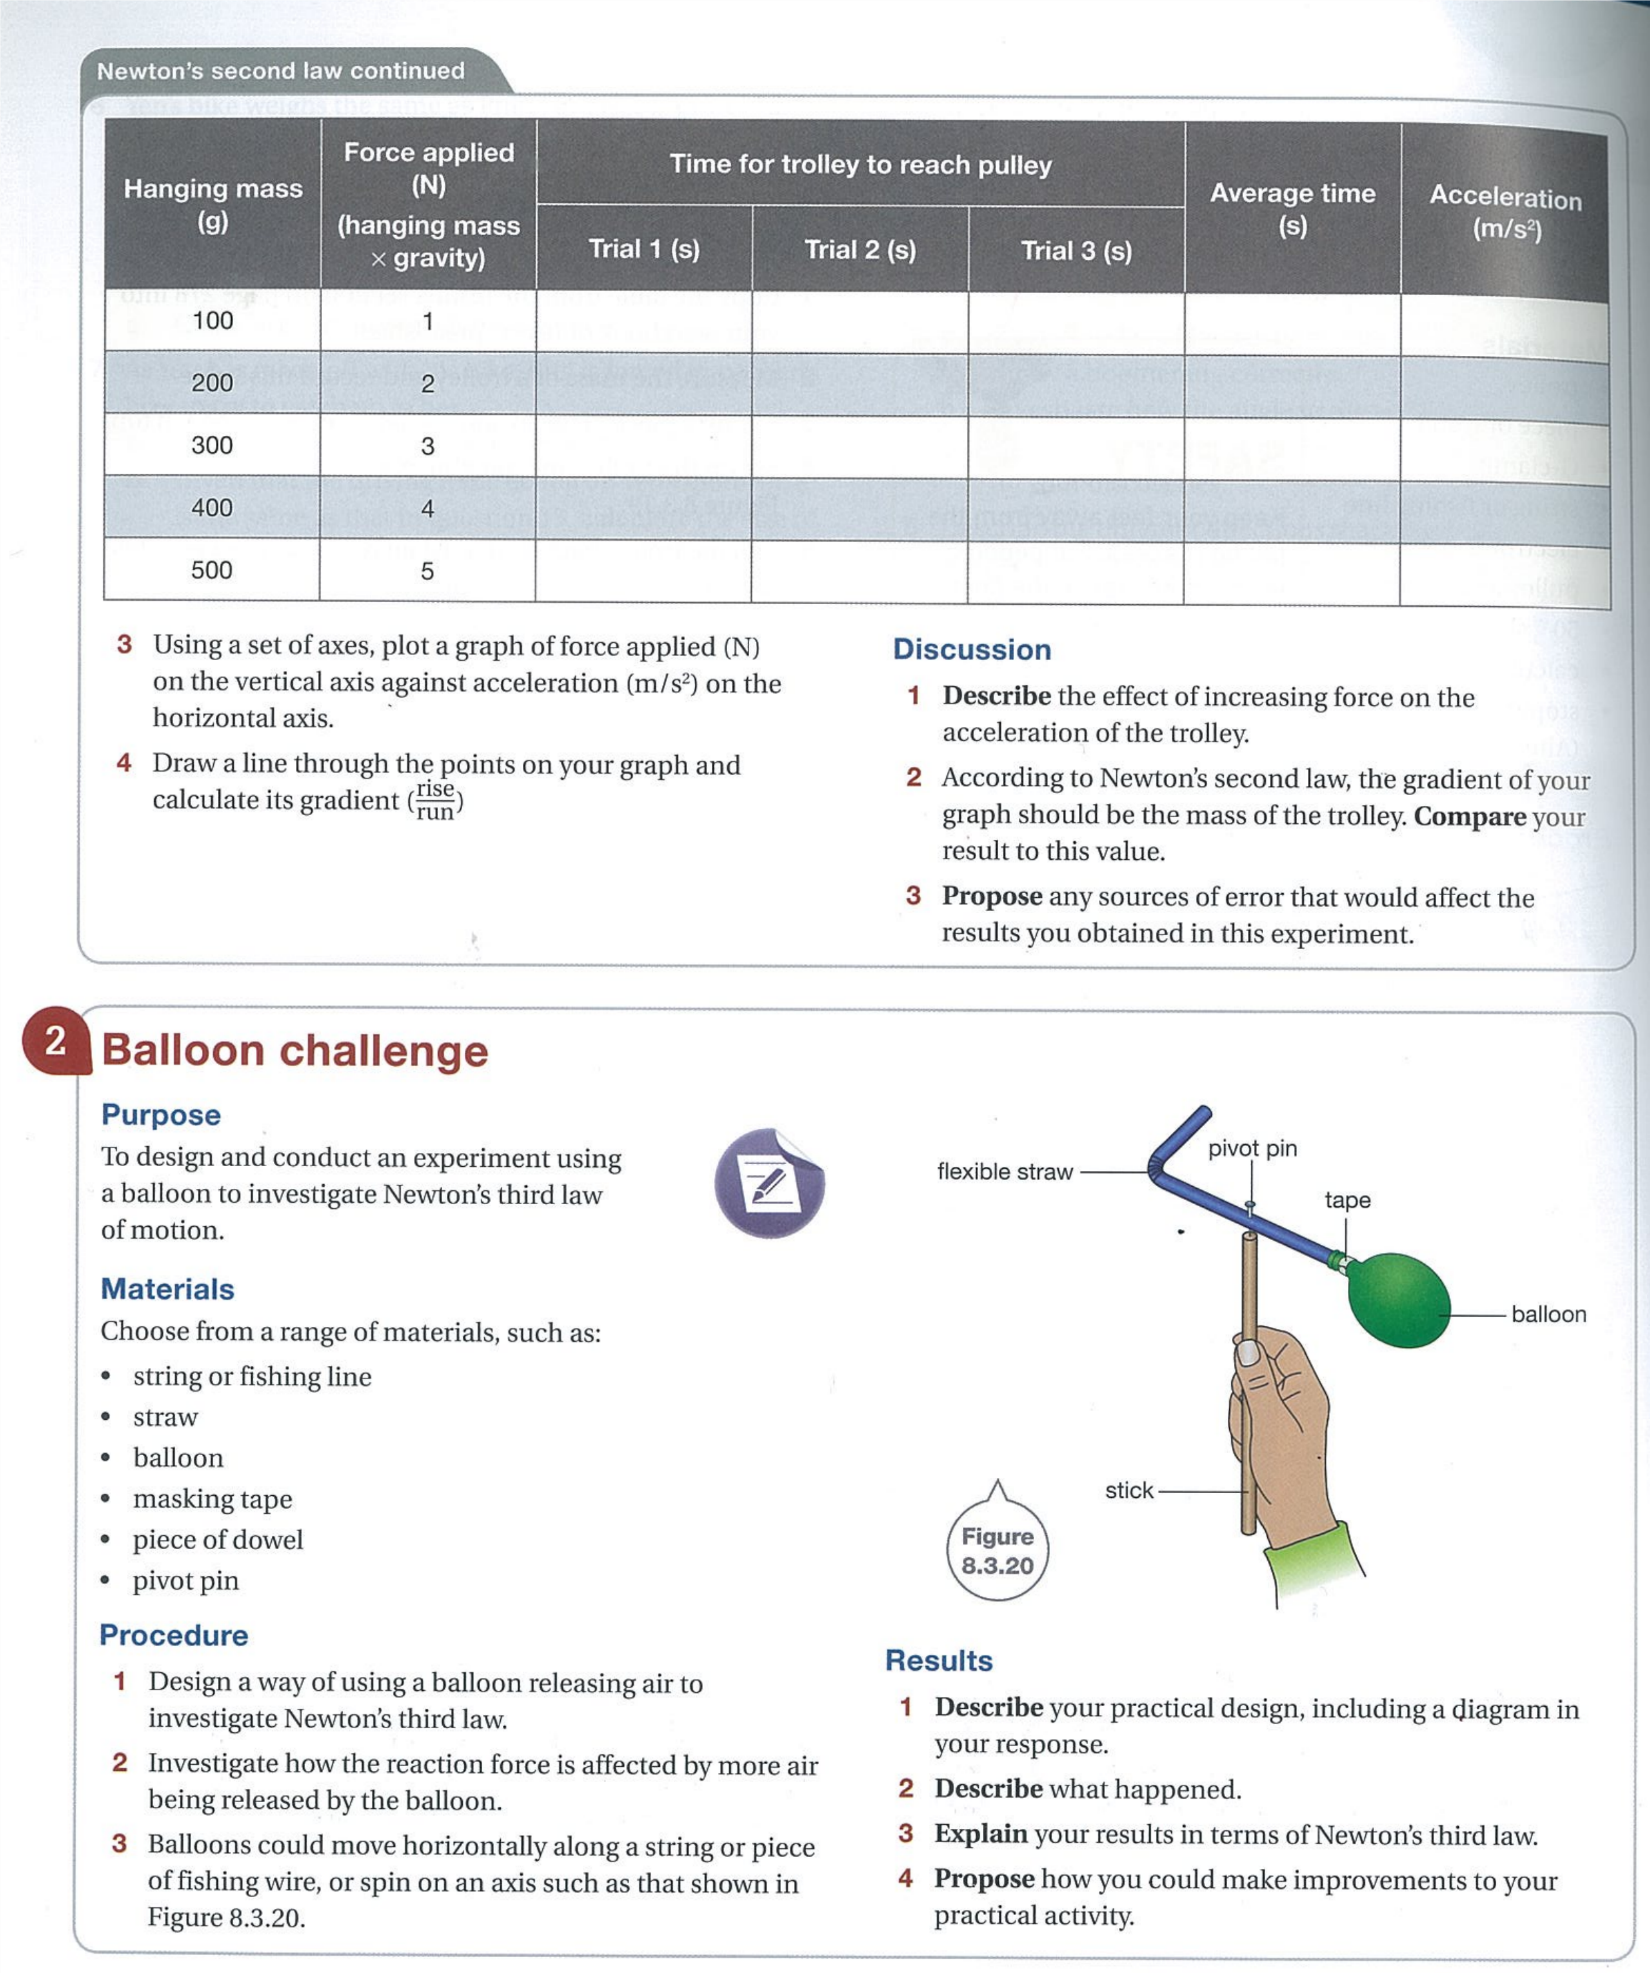 Newton's second law continued
Hanging mass
(g)
Force applied
(N)
(hanging mass
× gravity)
Time for trolley to reach pulley
Trial 1 (s)
Trial 2 (s)
Trial 3 (s)
Average time
(s)
Acceleration
(m/s²)
100 1
200 2
300 3
400 4
500 5
3 Using a set of axes, plot a graph of force applied (N)
on the vertical axis against acceleration (m/s²) on the
horizontal axis.
4 Draw a line through the points on your graph and
calculate its gradient (rise/run)
Discussion
1 Describe the effect of increasing force on the
acceleration of the trolley.
2 According to Newton's second law, the gradient of your
graph should be the mass of the trolley. Compare your
result to this value.
3 Propose any sources of error that would affect the
results you obtained in this experiment.
2 Balloon challenge
Purpose
To design and conduct an experiment using
a balloon to investigate Newton's third law
of motion.
Materials
Choose from a range of materials, such as:
• string or fishing line
• straw
• balloon
• masking tape
• piece of dowel
• pivot pin
Procedure
1 Design a way of using a balloon releasing air to
investigate Newton's third law.
2 Investigate how the reaction force is affected by more air
being released by the balloon.
3 Balloons could move horizontally along a string or piece
of fishing wire, or spin on an axis such as that shown in
Figure 8.3.20.
pivot pin
flexible straw
tape
balloon
stick
Figure
8.3.20
Results
1 Describe your practical design, including a diagram in
your response.
2 Describe what happened.
3 Explain your results in terms of Newton's third law.
4 Propose how you could make improvements to your
practical activity.